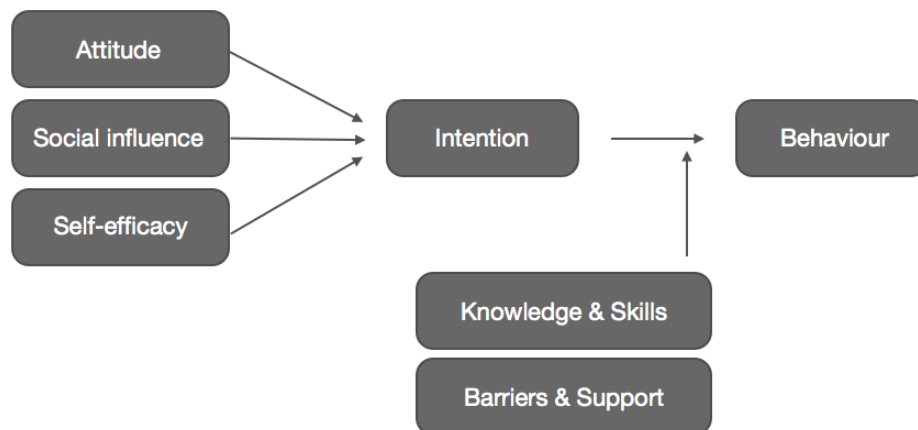 Attitude
Social influence
Self-efficacy
Intention
Behaviour
Knowledge & Skills
Barriers & Support